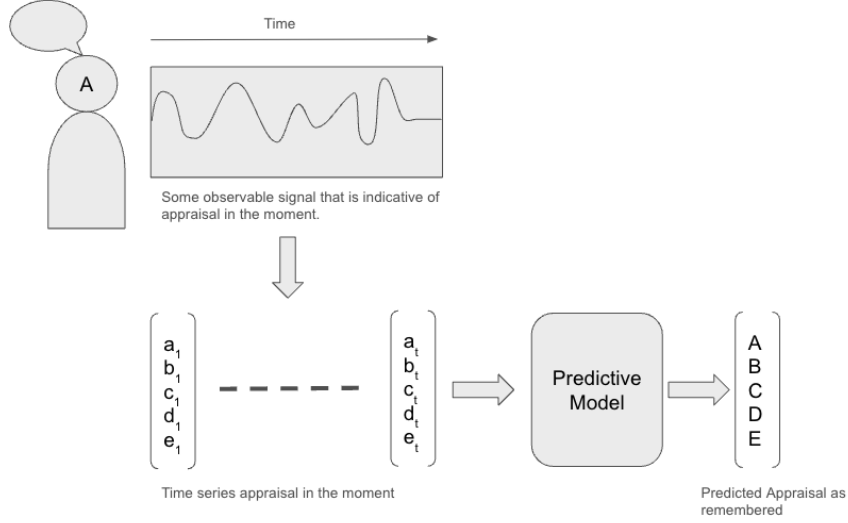 Time
A
Some observable signal that is indicative of
appraisal in the moment.
a1
b1
c1
d1
e1
at
bt
ct
dt
et
Predictive
Model
A
B
C
D
E
Time series appraisal in the moment
Predicted Appraisal as
remembered